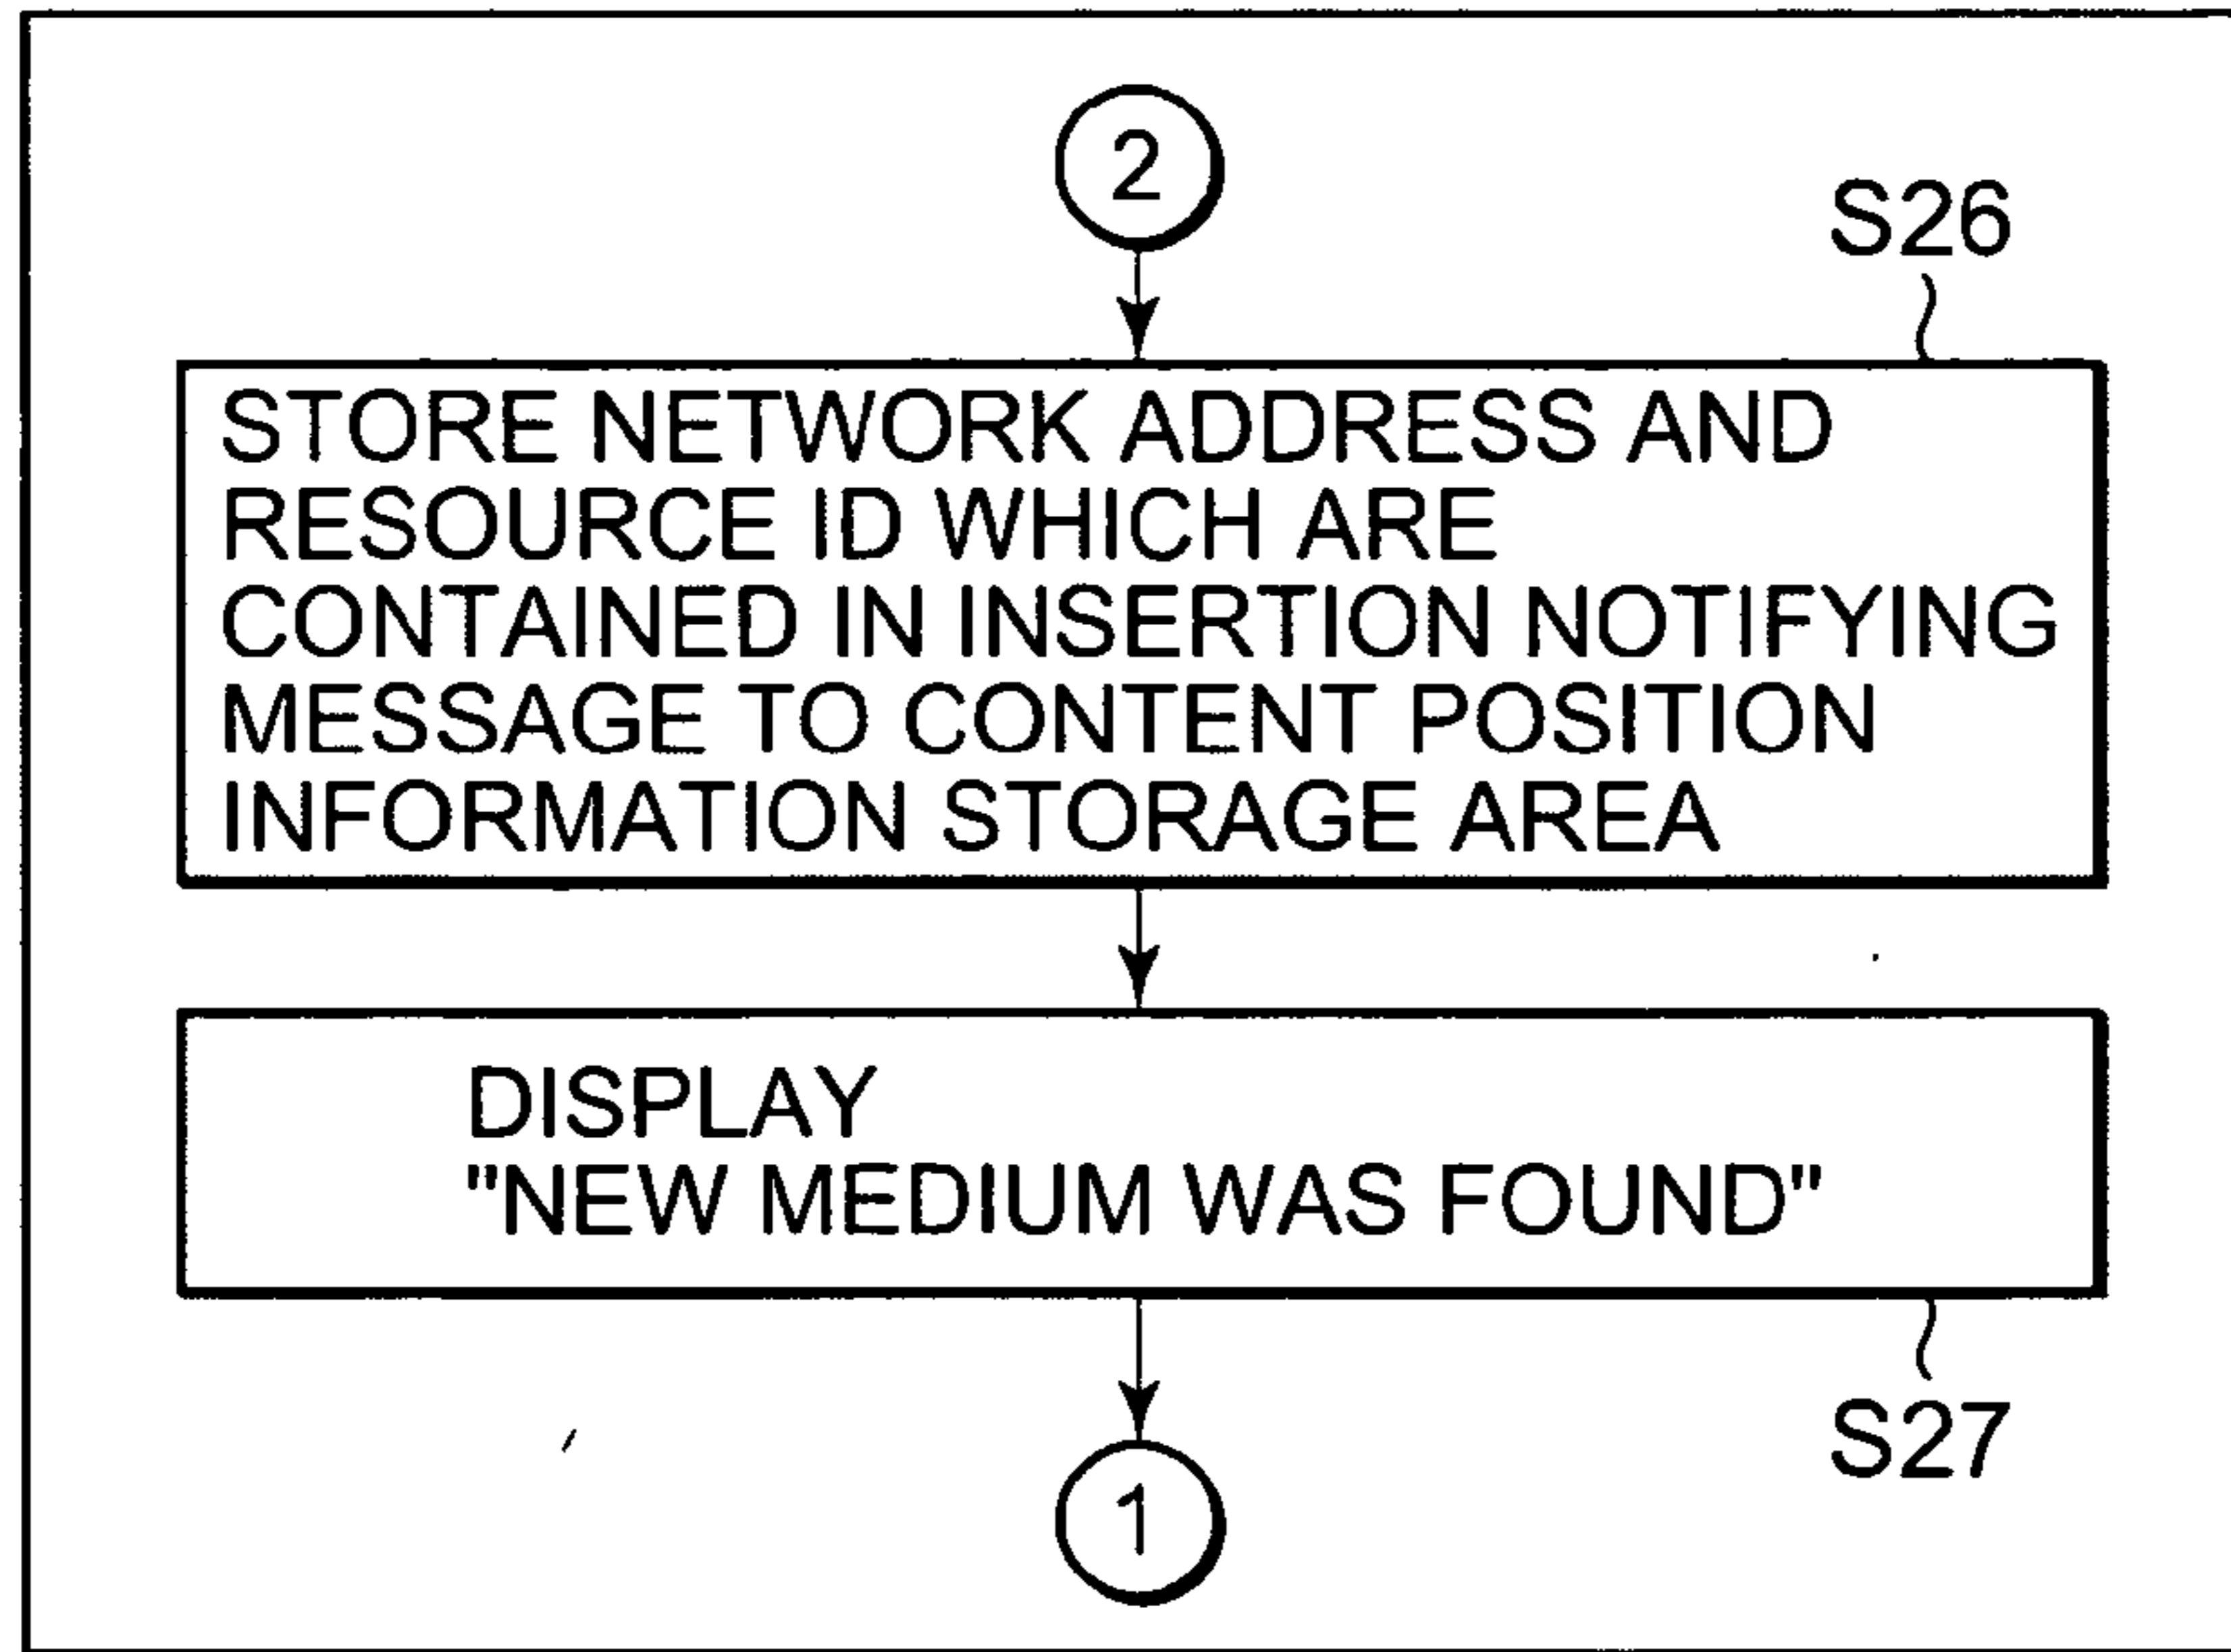 2
S26
STORE NETWORK ADDRESS AND
RESOURCE ID WHICH ARE
CONTAINED IN INSERTION NOTIFYING
MESSAGE TO CONTENT POSITION
INFORMATION STORAGE AREA
DISPLAY
"NEW MEDIUM WAS FOUND"
S27
1